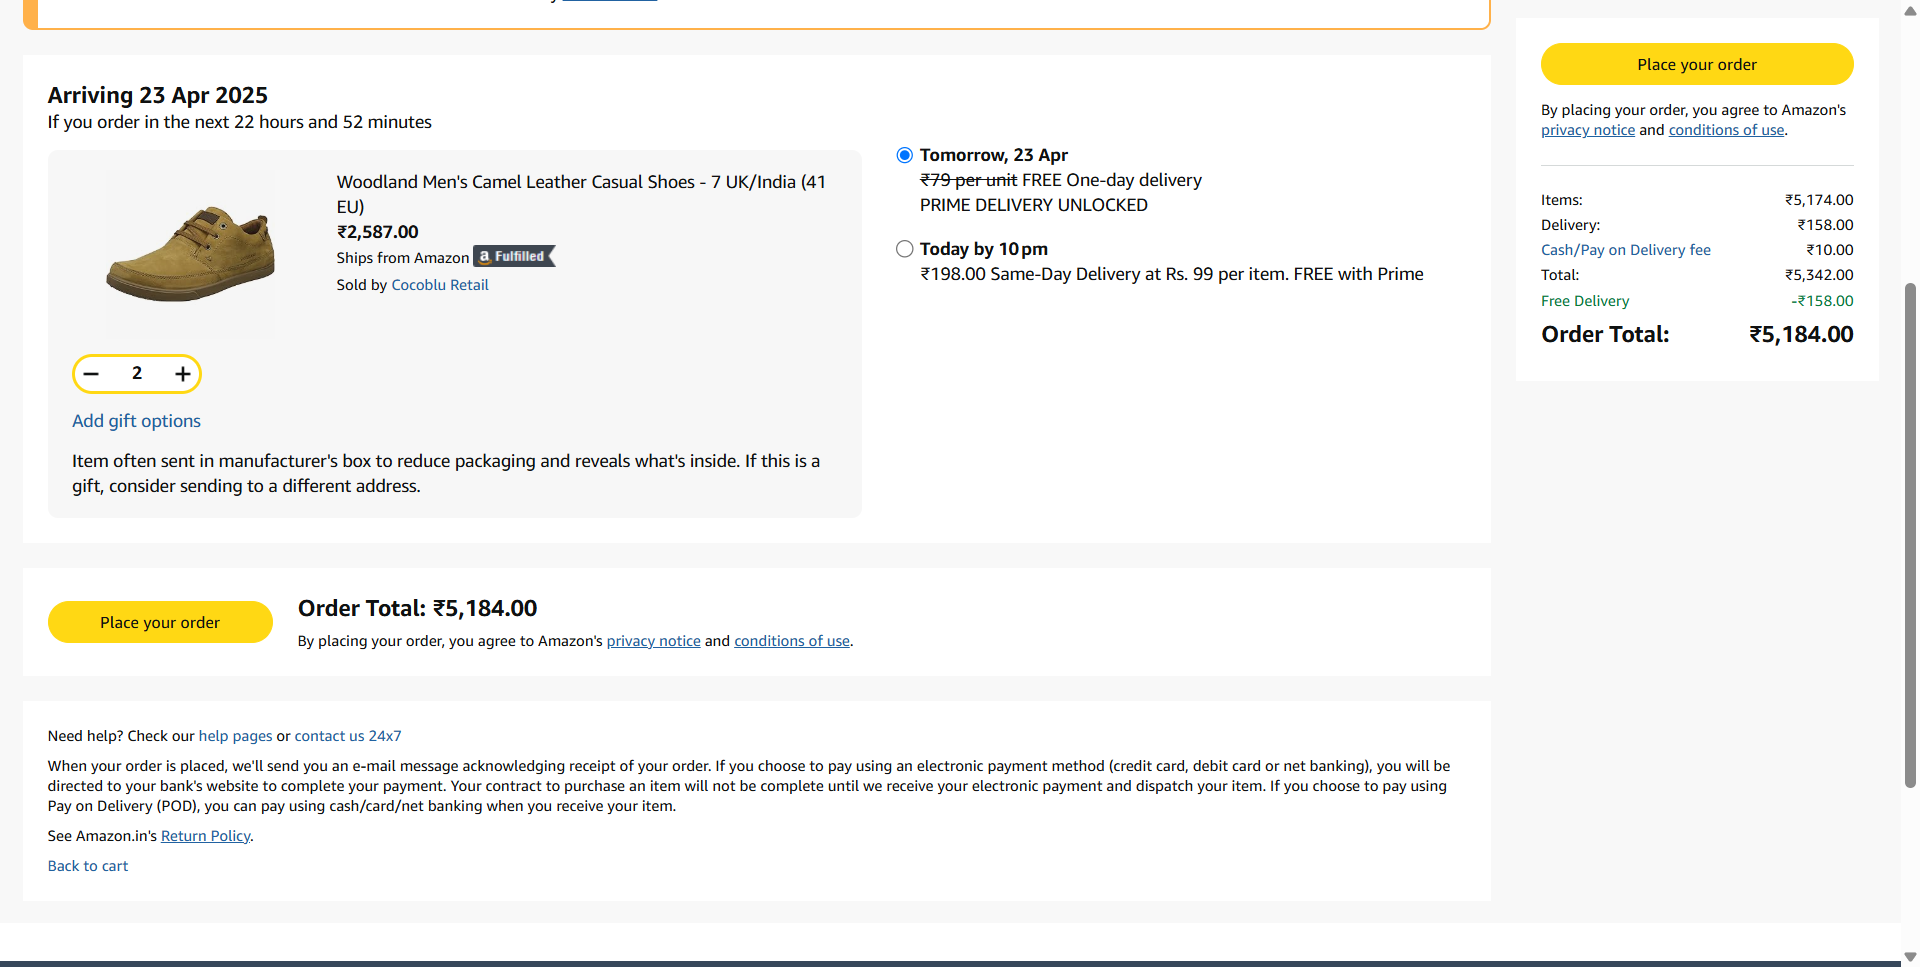 Arriving 23 Apr 2025
If you order in the next 22 hours and 52 minutes
Woodland Men's Camel Leather Casual Shoes - 7 UK/India (41
EU)
₹2,587.00
Ships from Amazon a Fulfilled
Sold by Cocoblu Retail
− 2 +
Add gift options
Item often sent in manufacturer's box to reduce packaging and reveals what's inside. If this is a
gift, consider sending to a different address.
Tomorrow, 23 Apr
₹79 per unit FREE One-day delivery
PRIME DELIVERY UNLOCKED
Today by 10 pm
₹198.00 Same-Day Delivery at Rs. 99 per item. FREE with Prime
Place your order
Order Total: ₹5,184.00
By placing your order, you agree to Amazon's privacy notice and conditions of use.
Need help? Check our help pages or contact us 24x7
When your order is placed, we'll send you an e-mail message acknowledging receipt of your order. If you choose to pay using an electronic payment method (credit card, debit card or net banking), you will be
directed to your bank's website to complete your payment. Your contract to purchase an item will not be complete until we receive your electronic payment and dispatch your item. If you choose to pay using
Pay on Delivery (POD), you can pay using cash/card/net banking when you receive your item.
See Amazon.in's Return Policy.
Back to cart
Place your order
By placing your order, you agree to Amazon's
privacy notice and conditions of use.
Items: ₹5,174.00
Delivery: ₹158.00
Cash/Pay on Delivery fee ₹10.00
Total: ₹5,342.00
Free Delivery -₹158.00
Order Total: ₹5,184.00